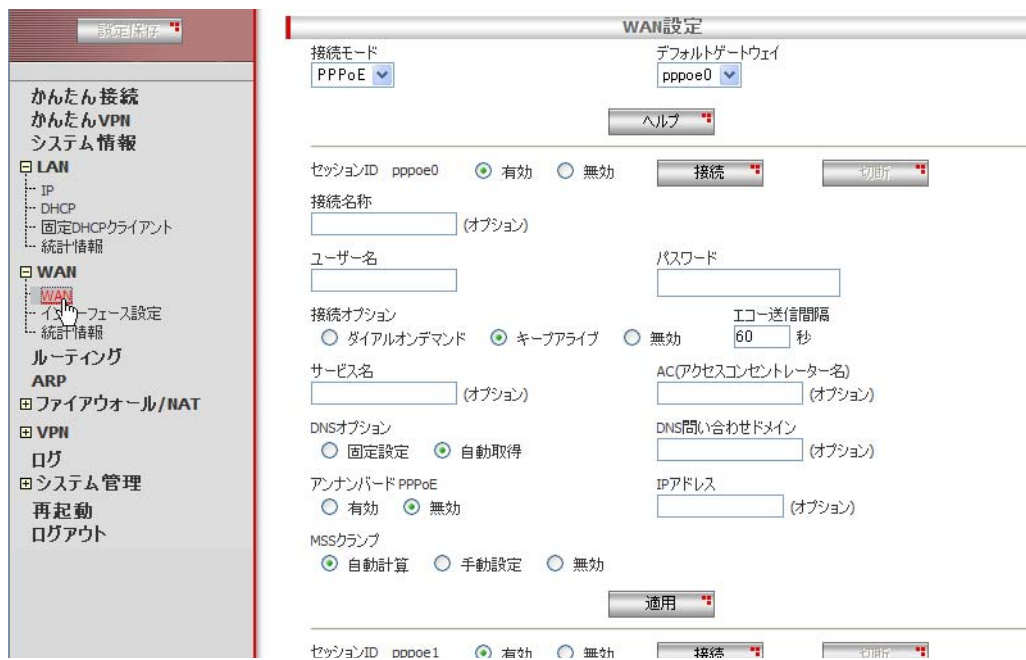 設定保存
かんたん接続
かんたんVPN
システム情報
LAN
IP
DHCP
固定DHCPクライアント
統計情報
WAN
WAN
インターフェース設定
統計情報
ルーティング
ARP
ファイアウォール/NAT
VPN
ログ
システム管理
再起動
ログアウト
WAN設定
接続モード デフォルトゲートウェイ
PPPoE pppoe0
ヘルプ
セッションID pppoe0 有効 無効 接続 切断
接続名称
(オプション)
ユーザー名 パスワード
接続オプション エコー送信間隔
ダイアルオンデマンド キープアライブ 無効 60 秒
サービス名 AC(アクセスコンセントレーター名)
(オプション) (オプション)
DNSオプション DNS問い合わせドメイン
固定設定 自動取得 (オプション)
アンナンバードPPPoE IPアドレス
有効 無効 (オプション)
MSSクランプ
自動計算 手動設定 無効
適用
セッションID pppoe1 有効 無効 接続 切断